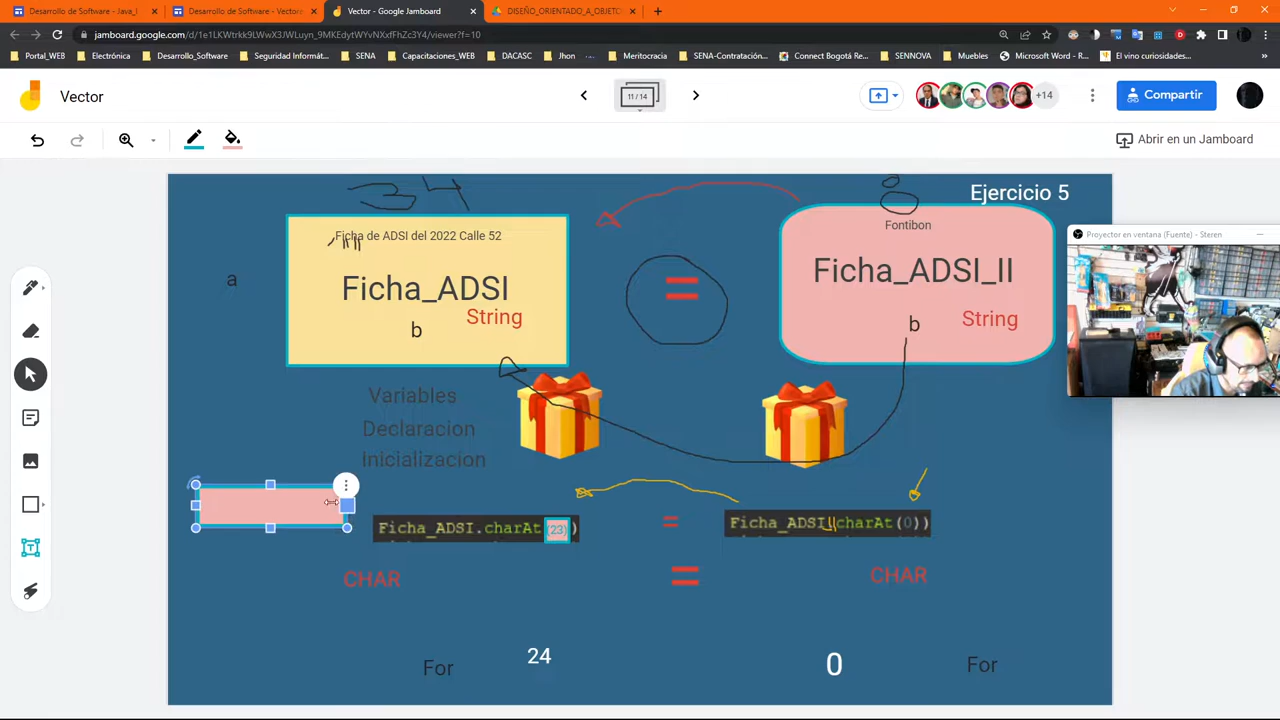 Desarrollo de Software - Java_I
Desarrollo de Software - Vectore
Vector - Google Jamboard
DISEÑO_ORIENTADO_A_OBJETO
jamboard.google.com/d/1e1LKWtrkk9LWwX3JWLuyn_9MKEdytWYvNXcXfFhZc3Y4/viewer?f=10
Portal_WEB
Electrónica
Desarrollo_Software
Seguridad Informát...
SENA
Capacitaciones_WEB
DACASC
Jhon
Meritocracia
SENA-Contratación...
Connect Bogotá Re...
SENNOVA
Muebles
Microsoft Word - R...
El vino curiosidades...
Vector
11 / 14
+14
Compartir
Abrir en un Jamboard
34
8
Ejercicio 5
Ficha de ADSI del 2022 Calle 52
Fontibon
Proyector en ventana (Fuente) - Steren
a
Ficha_ADSI
=
Ficha_ADSI_II
b
String
b
String
Variables
Declaracion
Inicializacion
Ficha_ADSI.charAt(23))
=
Ficha_ADSI charAt(0))
CHAR
=
CHAR
For
24
0
For